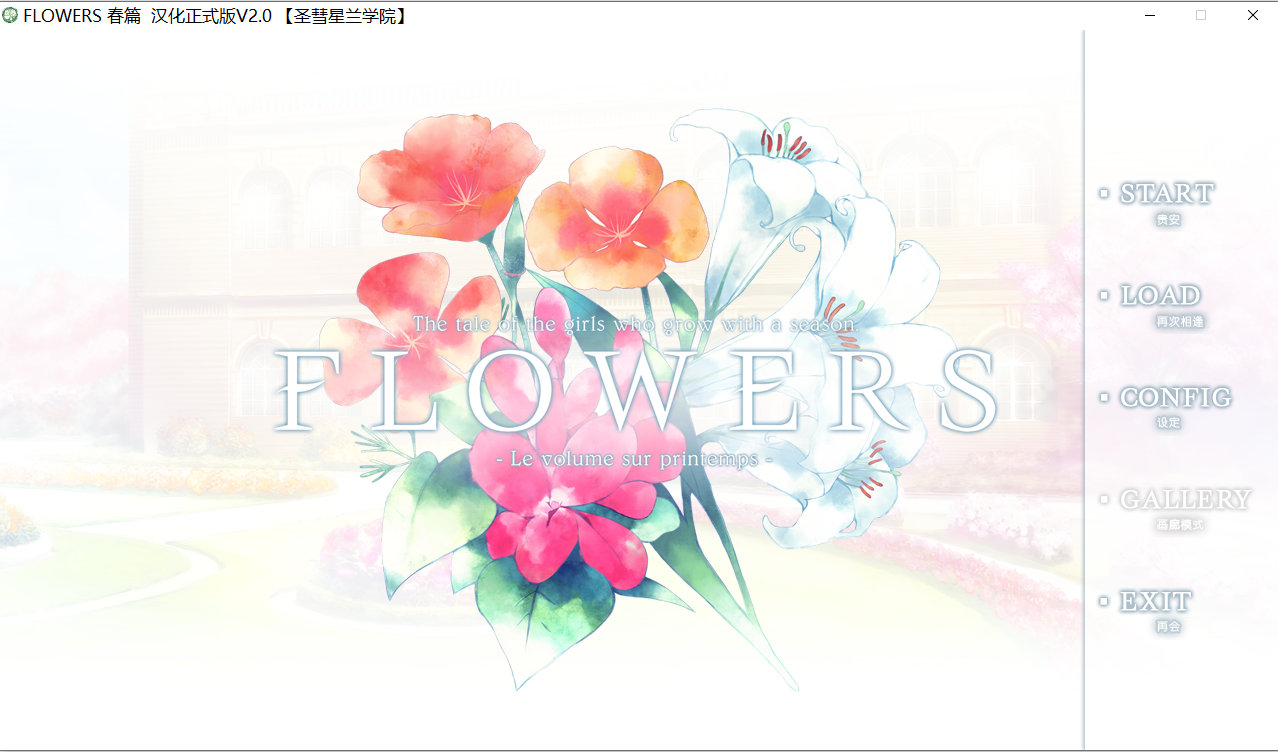 FLOWERS 春篇 汉化正式版V2.0 【圣彗星兰学院】
The tale of the girls who grow with a season.
FLOWERS
- Le volume sur printemps -
START
贵安
LOAD
再次相逢
CONFIG
设定
GALLERY
画廊模式
EXIT
再会